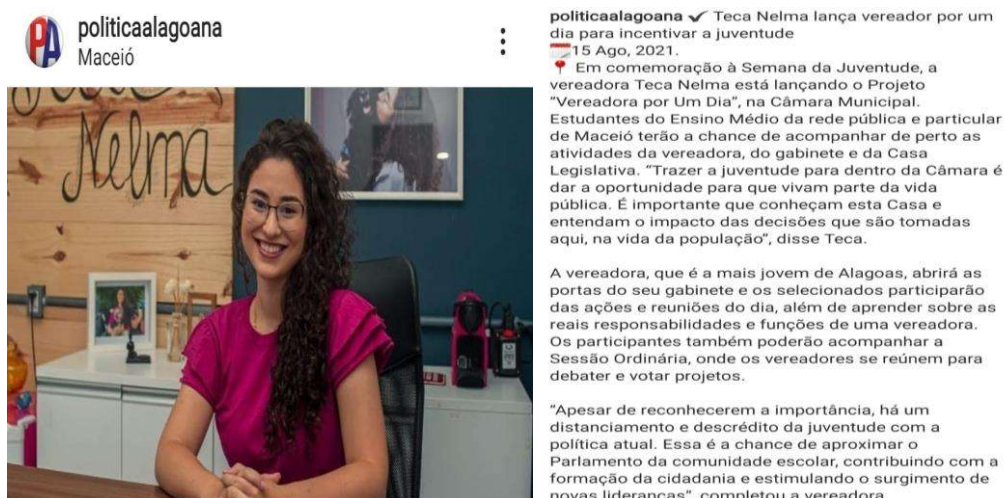 politicaalagoana
Maceió
Nelma
politicaalagoana ✓ Teca Nelma lança vereador por um
dia para incentivar a juventude
15 Ago, 2021.
Em comemoração à Semana da Juventude, a
vereadora Teca Nelma está lançando o Projeto
"Vereadora por Um Dia", na Câmara Municipal.
Estudantes do Ensino Médio da rede pública e particular
de Maceió terão a chance de acompanhar de perto as
atividades da vereadora, do gabinete e da Casa
Legislativa. "Trazer a juventude para dentro da Câmara é
dar a oportunidade para que vivam parte da vida
pública. É importante que conheçam esta Casa e
entendam o impacto das decisões que são tomadas
aqui, na vida da população", disse Teca.
A vereadora, que é a mais jovem de Alagoas, abrirá as
portas do seu gabinete e os selecionados participarão
das ações e reuniões do dia, além de aprender sobre as
reais responsabilidades e funções de uma vereadora.
Os participantes também poderão acompanhar a
Sessão Ordinária, onde os vereadores se reúnem para
debater e votar projetos.
"Apesar de reconhecerem a importância, há um
distanciamento e descrédito da juventude com a
política atual. Essa é a chance de aproximar o
Parlamento da comunidade escolar, contribuindo com a
formação da cidadania e estimulando o surgimento de
novas lideranças", completou a vereadora